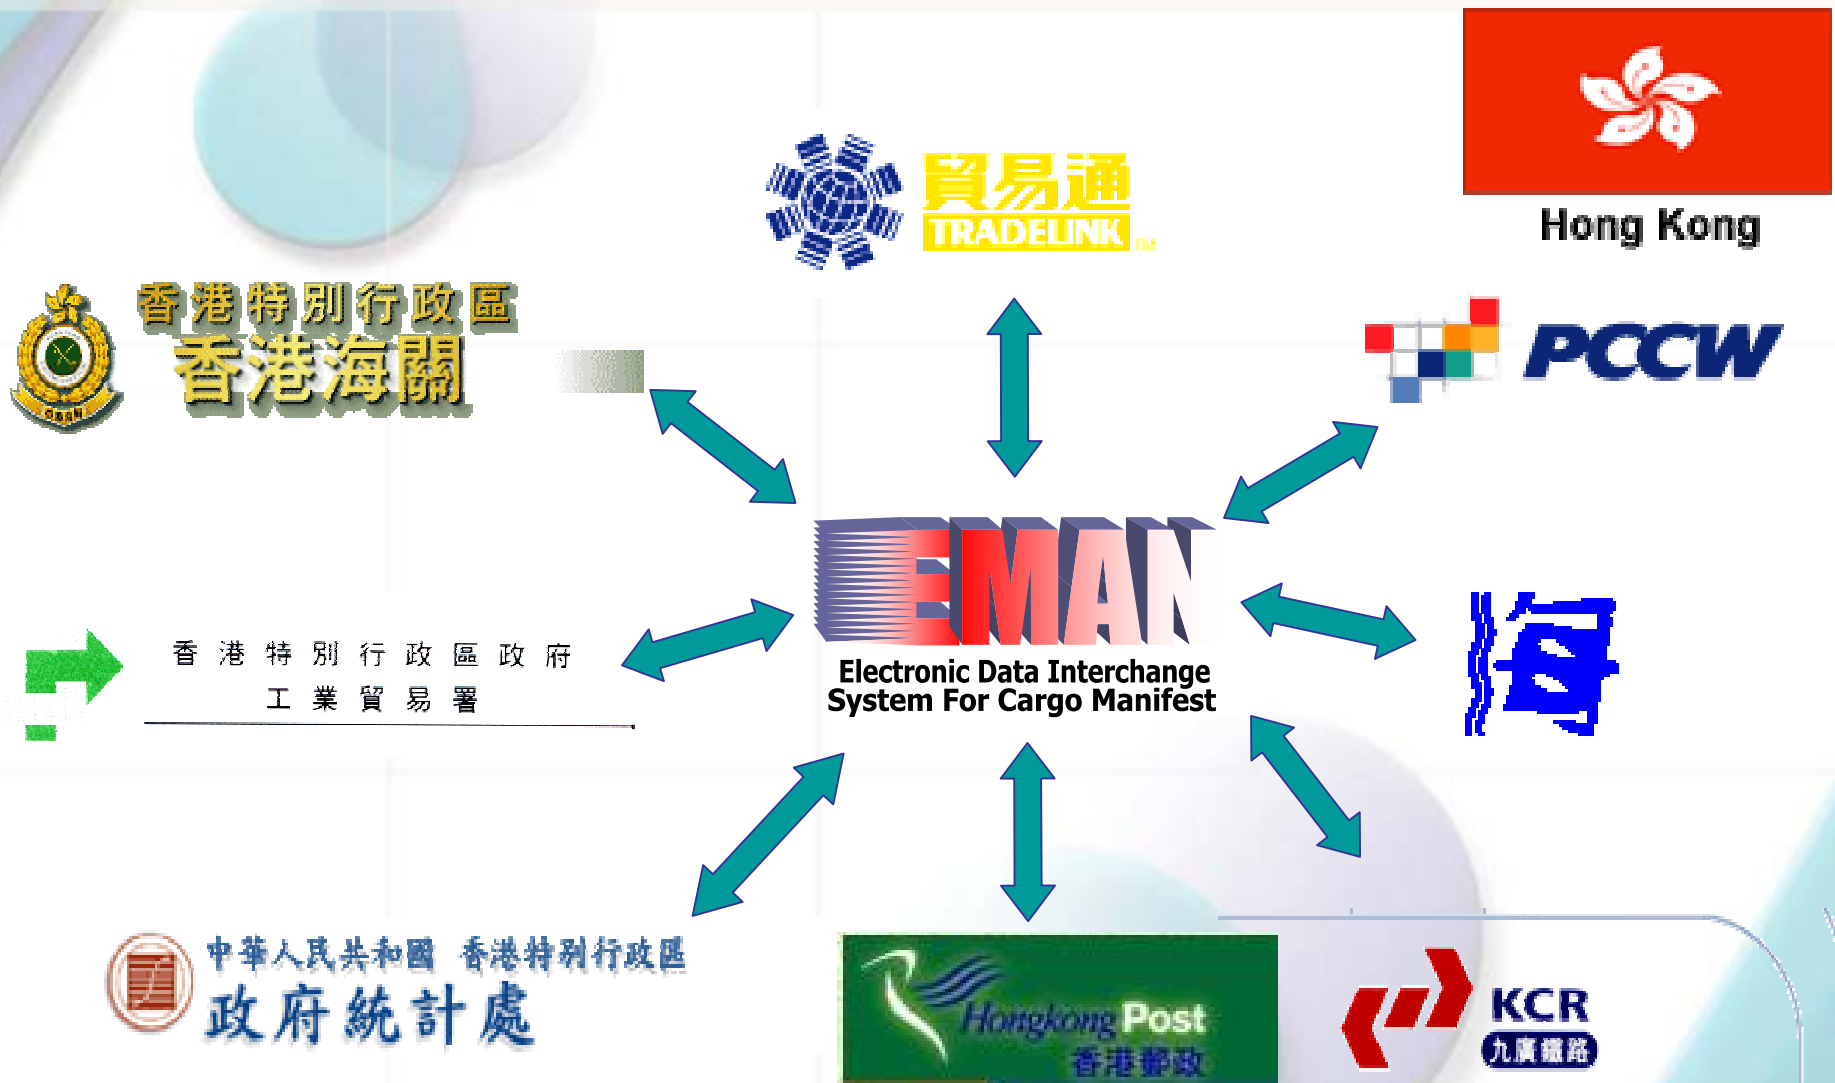 Hong Kong
貿易通
TRADELINK
TM
香港特別行政區
香港海關
PCCW
EMAN
Electronic Data Interchange
System For Cargo Manifest
香港特別行政區政府
工業貿易署
海
中華人民共和國 香港特別行政區
政府統計處
Hongkong Post
香港郵政
KCR
九廣鐵路